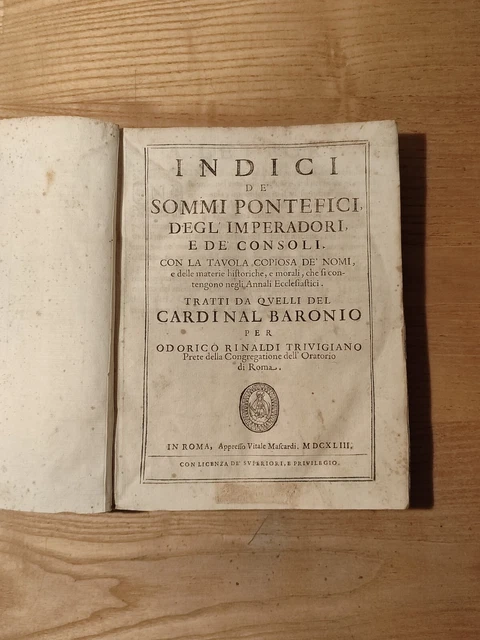 INDICI
DE'
SOMMI PONTEFICI,
DEGL' IMPERADORI,
E DE' CONSOLI.
CON LA TAVOLA COPIOSA DE' NOMI,
e delle materie historiche, e morali, che si con-
tengono negli Annali Ecclesiastici.
TRATTI DA QVELLI DEL
CARDINAL BARONIO
PER
ODORICO RINALDI TRIVIGIANO
Prete della Congregatione dell' Oratorio
di Roma.
IN ROMA, Appresso Vitale Mascardi. MDCXLIII.
CON LICENZA DE' SVPERIORI, E PRIVILEGIO.